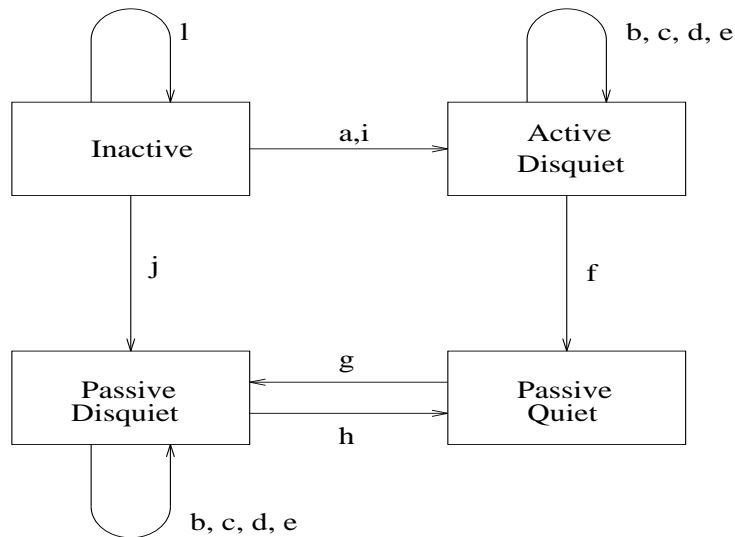 l
b, c, d, e
Inactive
a,i
Active
Disquiet
j
f
Passive
Disquiet
g
h
Passive
Quiet
b, c, d, e